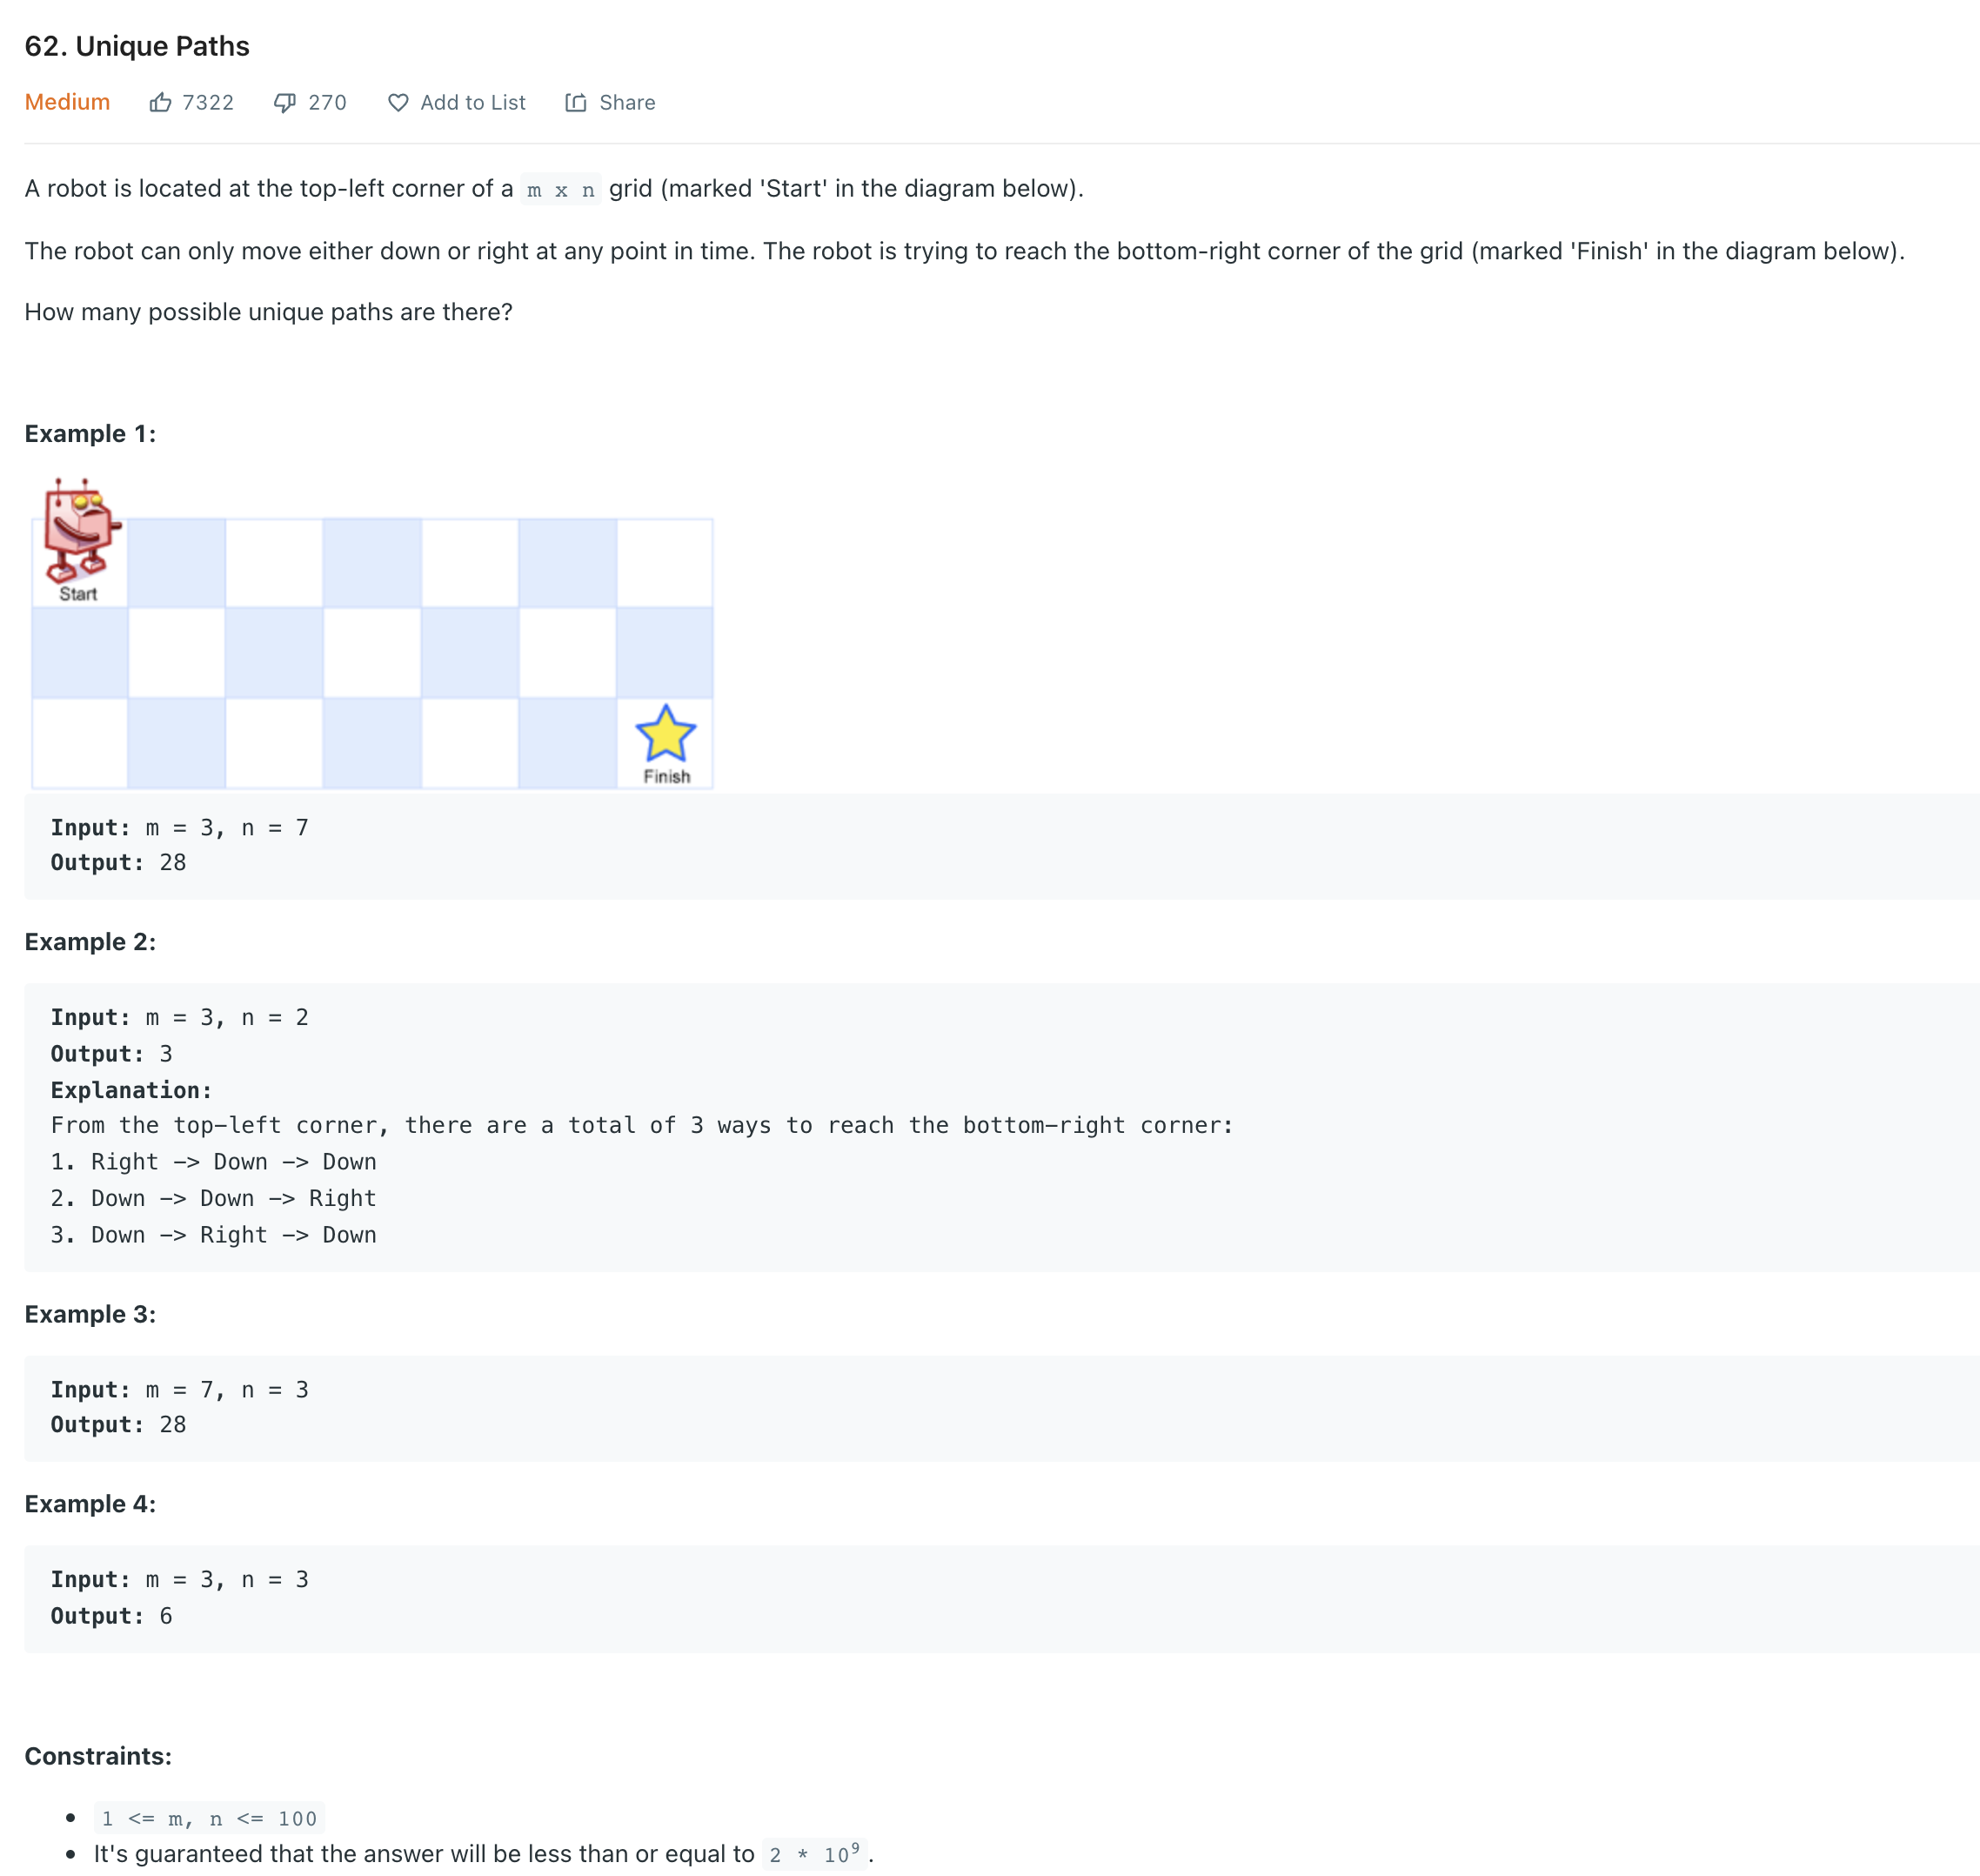 62. Unique Paths
Medium 7322 270 Add to List Share
A robot is located at the top-left corner of a m x n grid (marked 'Start' in the diagram below).
The robot can only move either down or right at any point in time. The robot is trying to reach the bottom-right corner of the grid (marked 'Finish' in the diagram below).
How many possible unique paths are there?
Example 1:
Start
Finish
Input: m = 3, n = 7
Output: 28
Example 2:
Input: m = 3, n = 2
Output: 3
Explanation:
From the top-left corner, there are a total of 3 ways to reach the bottom-right corner:
1. Right -> Down -> Down
2. Down -> Down -> Right
3. Down -> Right -> Down
Example 3:
Input: m = 7, n = 3
Output: 28
Example 4:
Input: m = 3, n = 3
Output: 6
Constraints:
• 1 <= m, n <= 100
• It's guaranteed that the answer will be less than or equal to 2 * 10⁹.